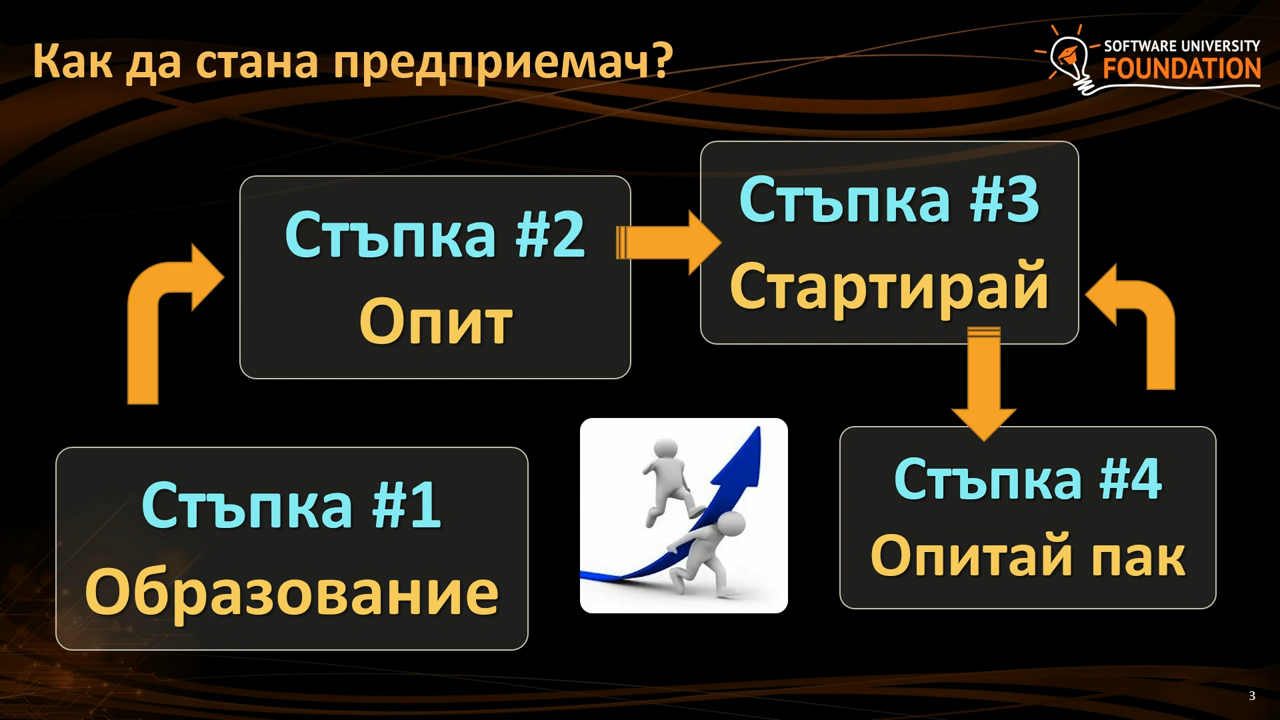 Как да стана предприемач?
SOFTWARE UNIVERSITY
FOUNDATION
Стъпка #1
Образование
Стъпка #2
Опит
Стъпка #3
Стартирай
Стъпка #4
Опитай пак
3